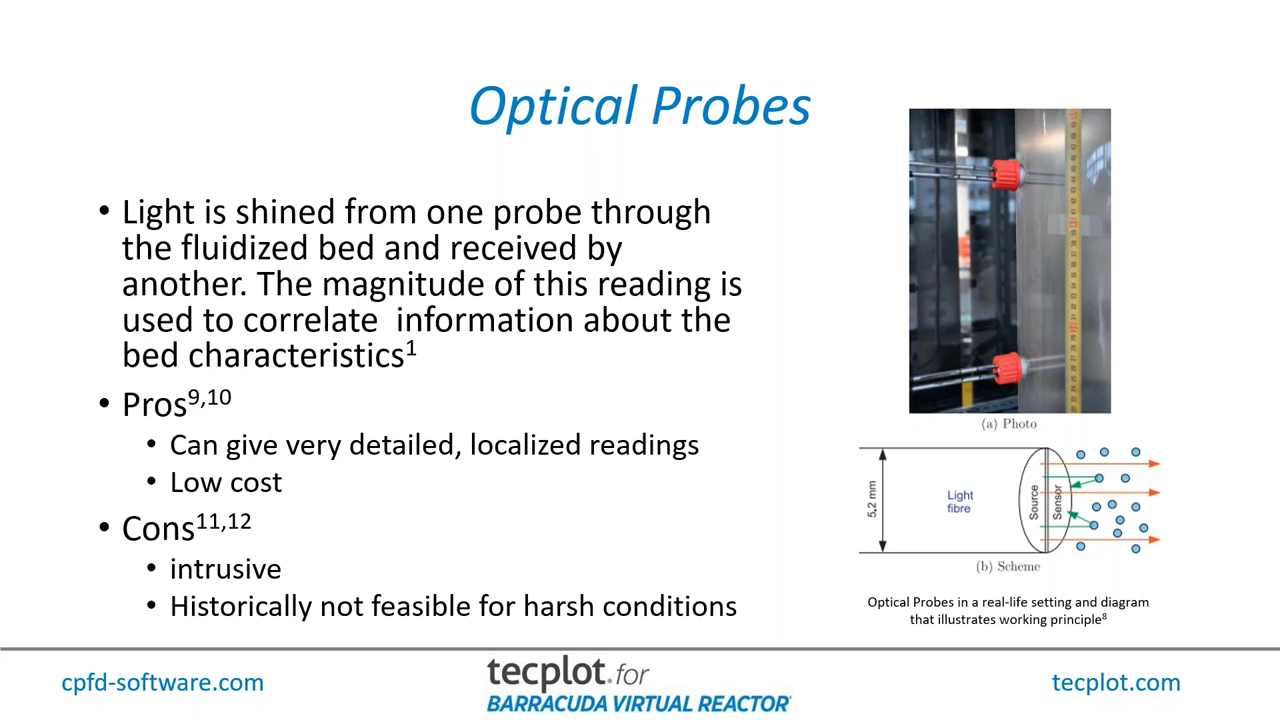 Optical Probes
• Light is shined from one probe through
the fluidized bed and received by
another. The magnitude of this reading is
used to correlate  information about the
bed characteristics1
• Pros9,10
• Can give very detailed, localized readings
• Low cost
• Cons11,12
• intrusive
• Historically not feasible for harsh conditions
(a) Photo
5,2 mm
Light
fibre
Source
Sensor
(b) Scheme
Optical Probes in a real-life setting and diagram
that illustrates working principle8
cpfd-software.com
tecplot.for
BARRACUDA VIRTUAL REACTOR
tecplot.com